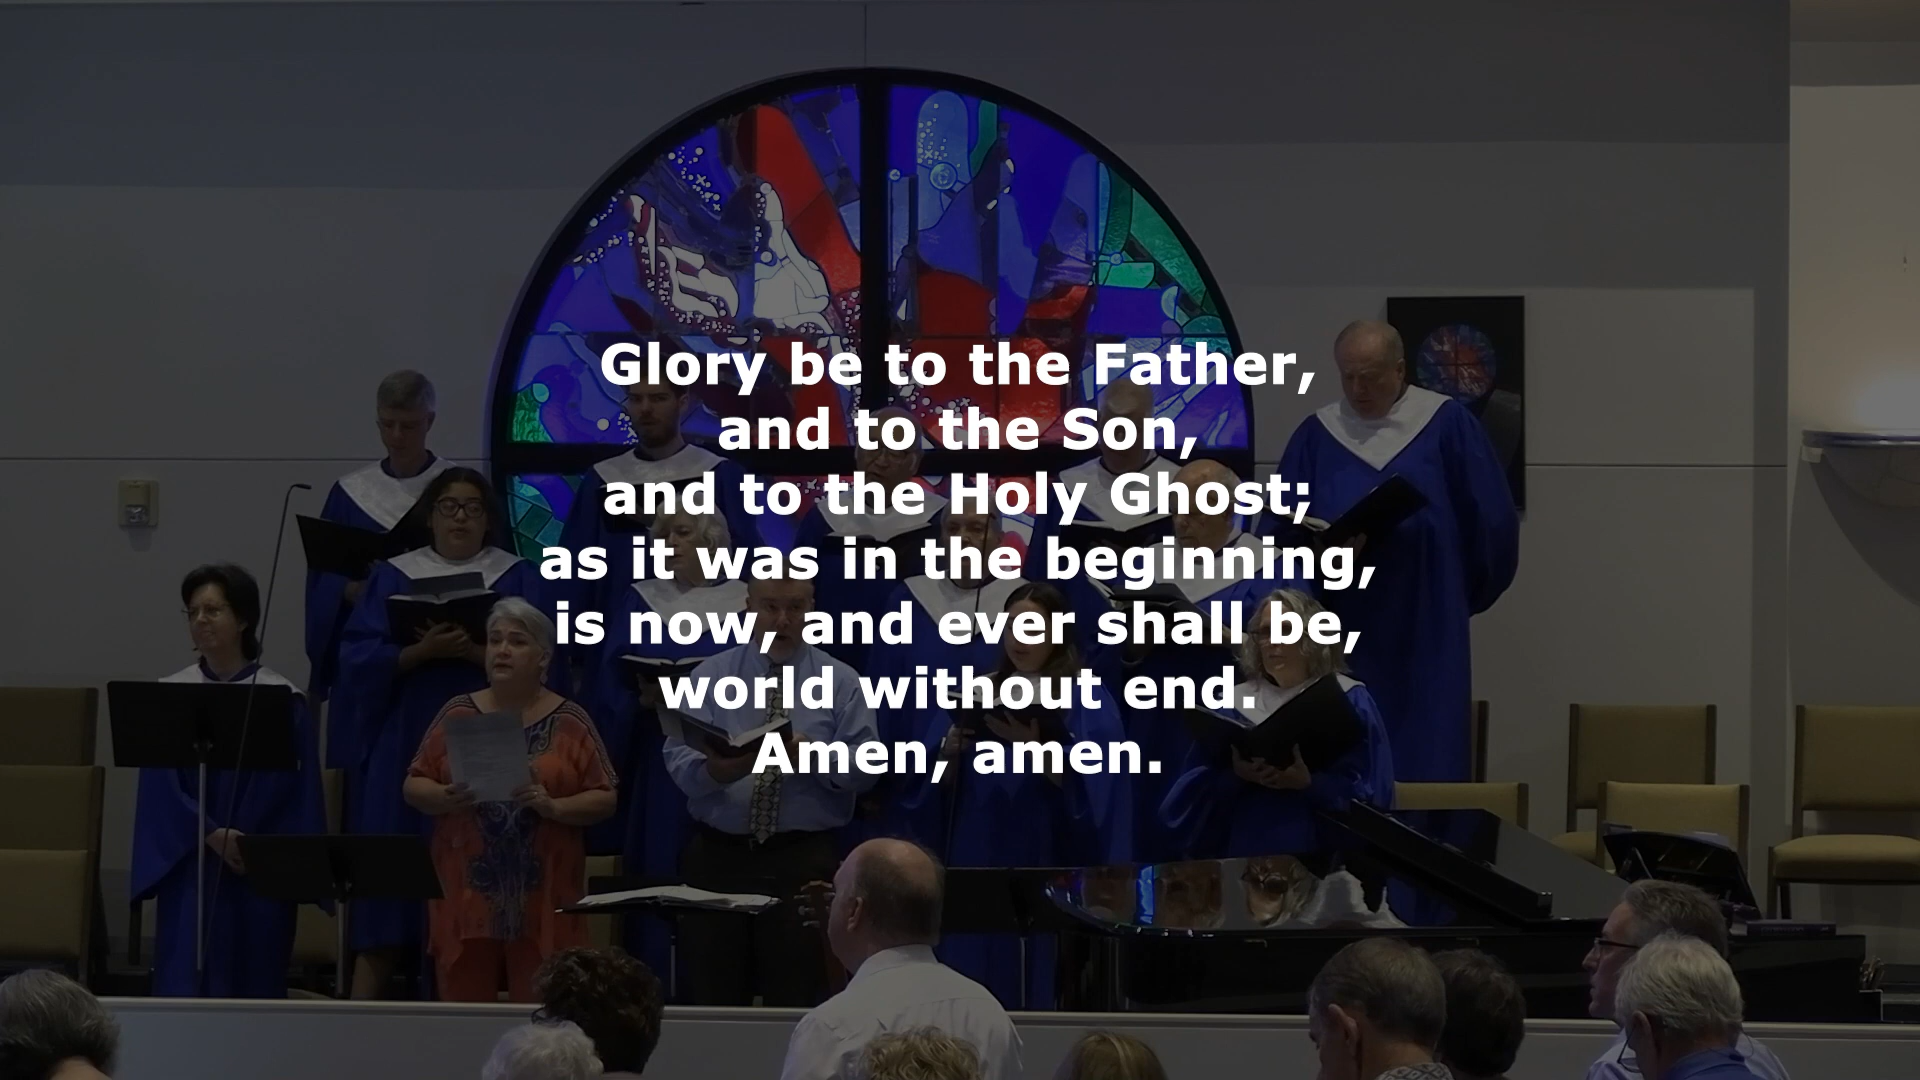 Glory be to the Father,
and to the Son,
and to the Holy Ghost;
as it was in the beginning,
is now, and ever shall be,
world without end.
Amen, amen.